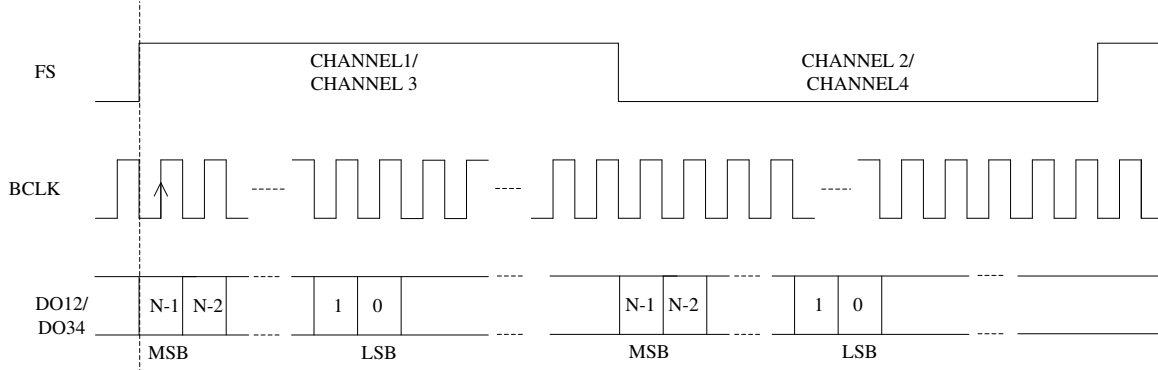 FS
CHANNEL1/
CHANNEL 3
CHANNEL 2/
CHANNEL4
BCLK
DO12/
DO34
N-1 N-2 1 0 N-1 N-2 1 0
MSB LSB MSB LSB